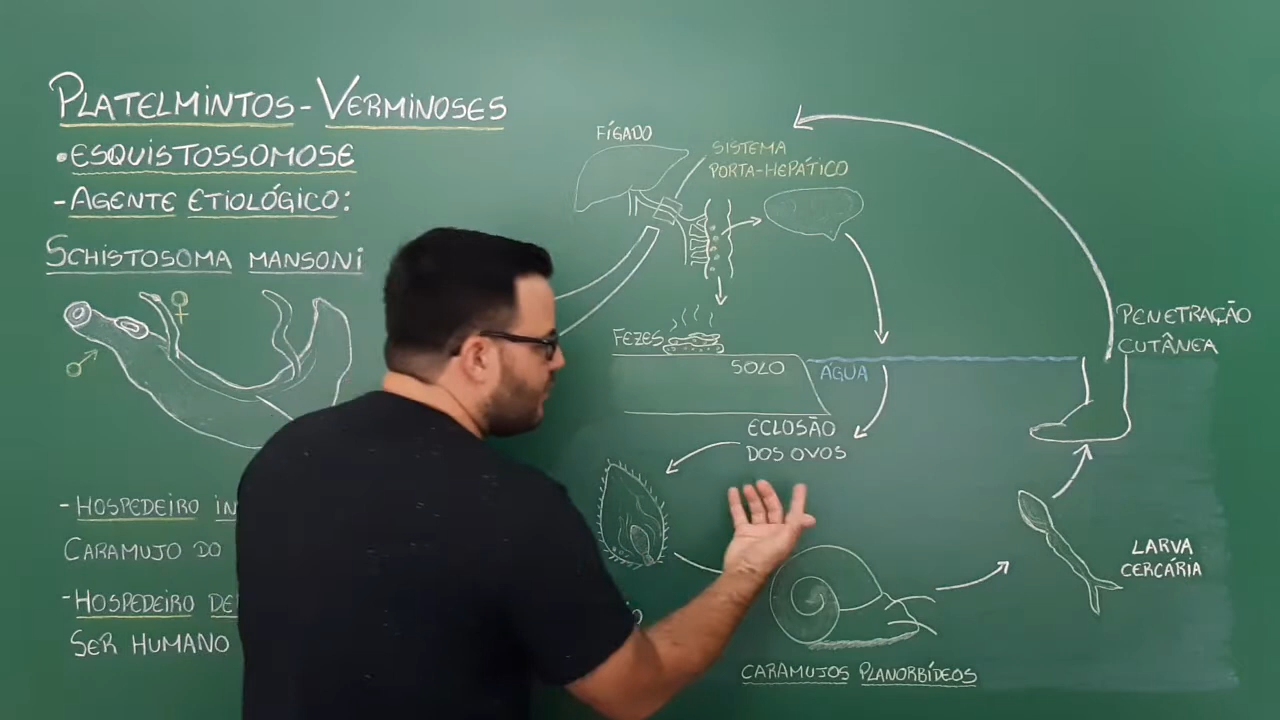 PLATELMINTOS - VERMINOSES
• ESQUISTOSSOMOSE
- AGENTE ETIOLÓGICO:
SCHISTOSOMA MANSONI
♀
♂
- HOSPEDEIRO
CARAMUJO DO
- HOSPEDEIRO
SER HUMANO
FÍGADO
SISTEMA
PORTA-HEPÁTICO
FEZES
SOLO
ÁGUA
ECLOSÃO
DOS OVOS
CARAMUJOS PLANORBÍDEOS
PENETRAÇÃO
CUTÂNEA
LARVA
CERCÁRIA